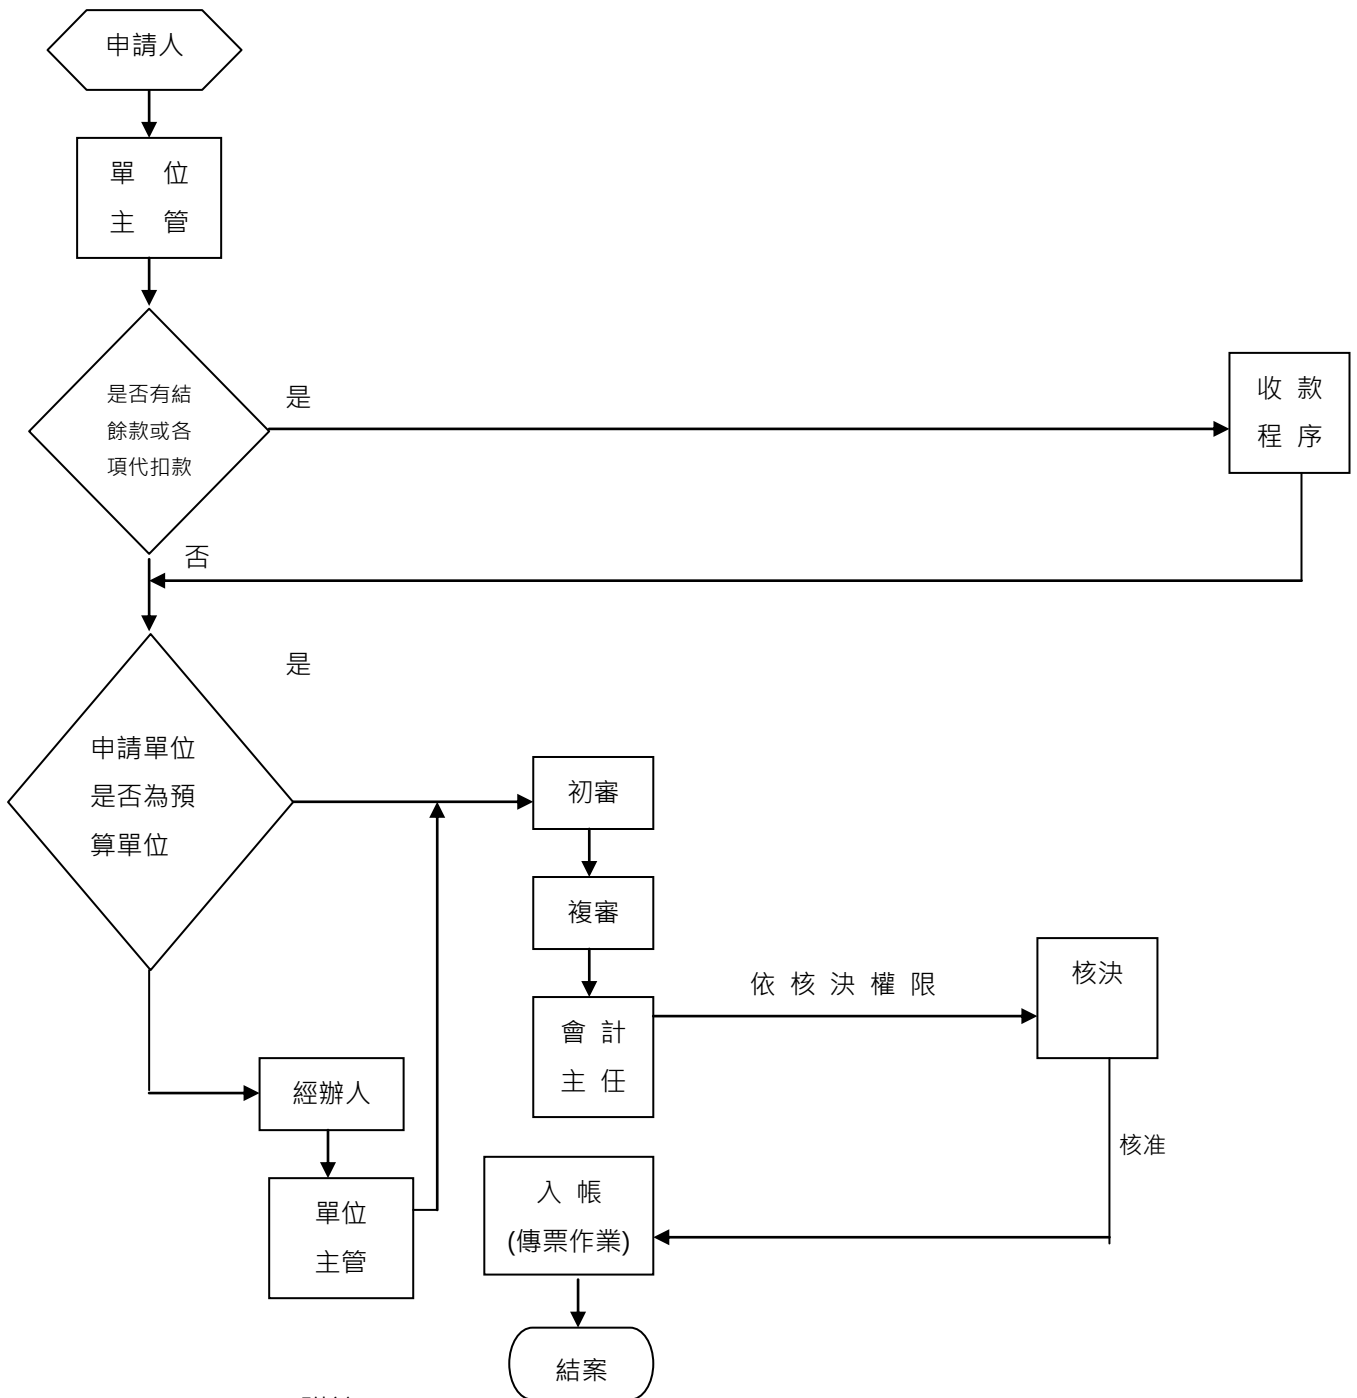 申請人
單 位
主 管
是否有結
餘款或各
項代扣款
是
收 款
程 序
否
是
申請單位
是否為預
算單位
初審
複審
會 計
主 任
依 核 決 權 限
核決
經辦人
單位
主管
核准
入 帳
(傳票作業)
結案